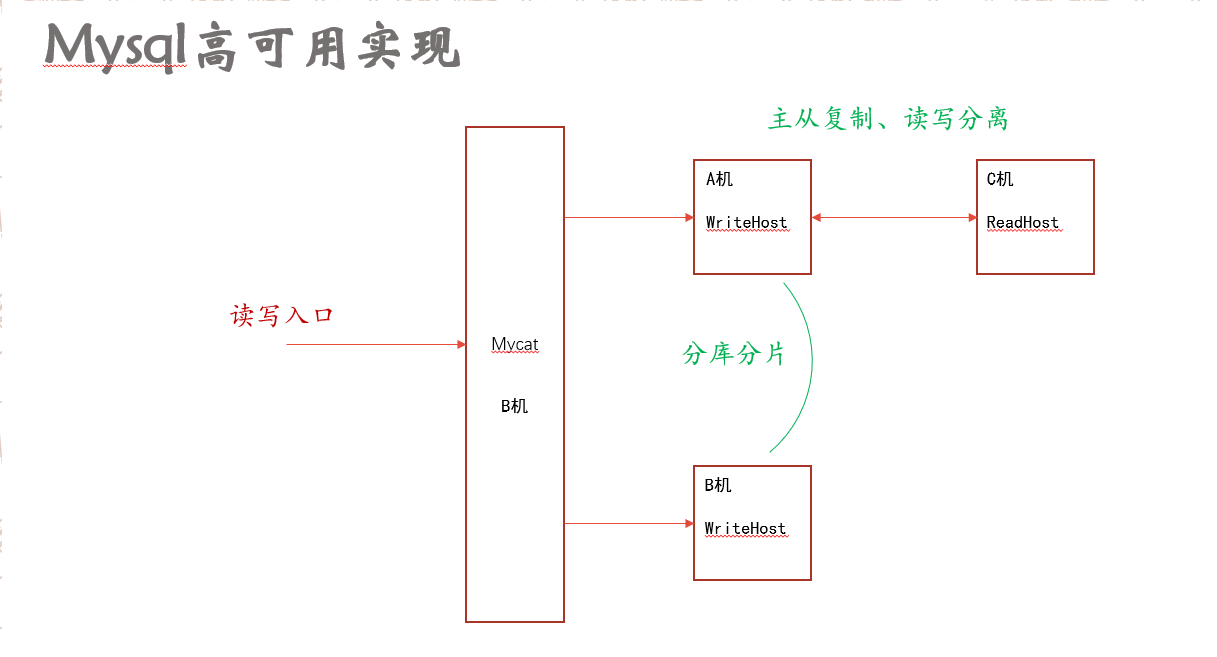 Mysql高可用实现
主从复制、读写分离
A机
WriteHost
C机
ReadHost
读写入口
Mycat
B机
分库分片
B机
WriteHost